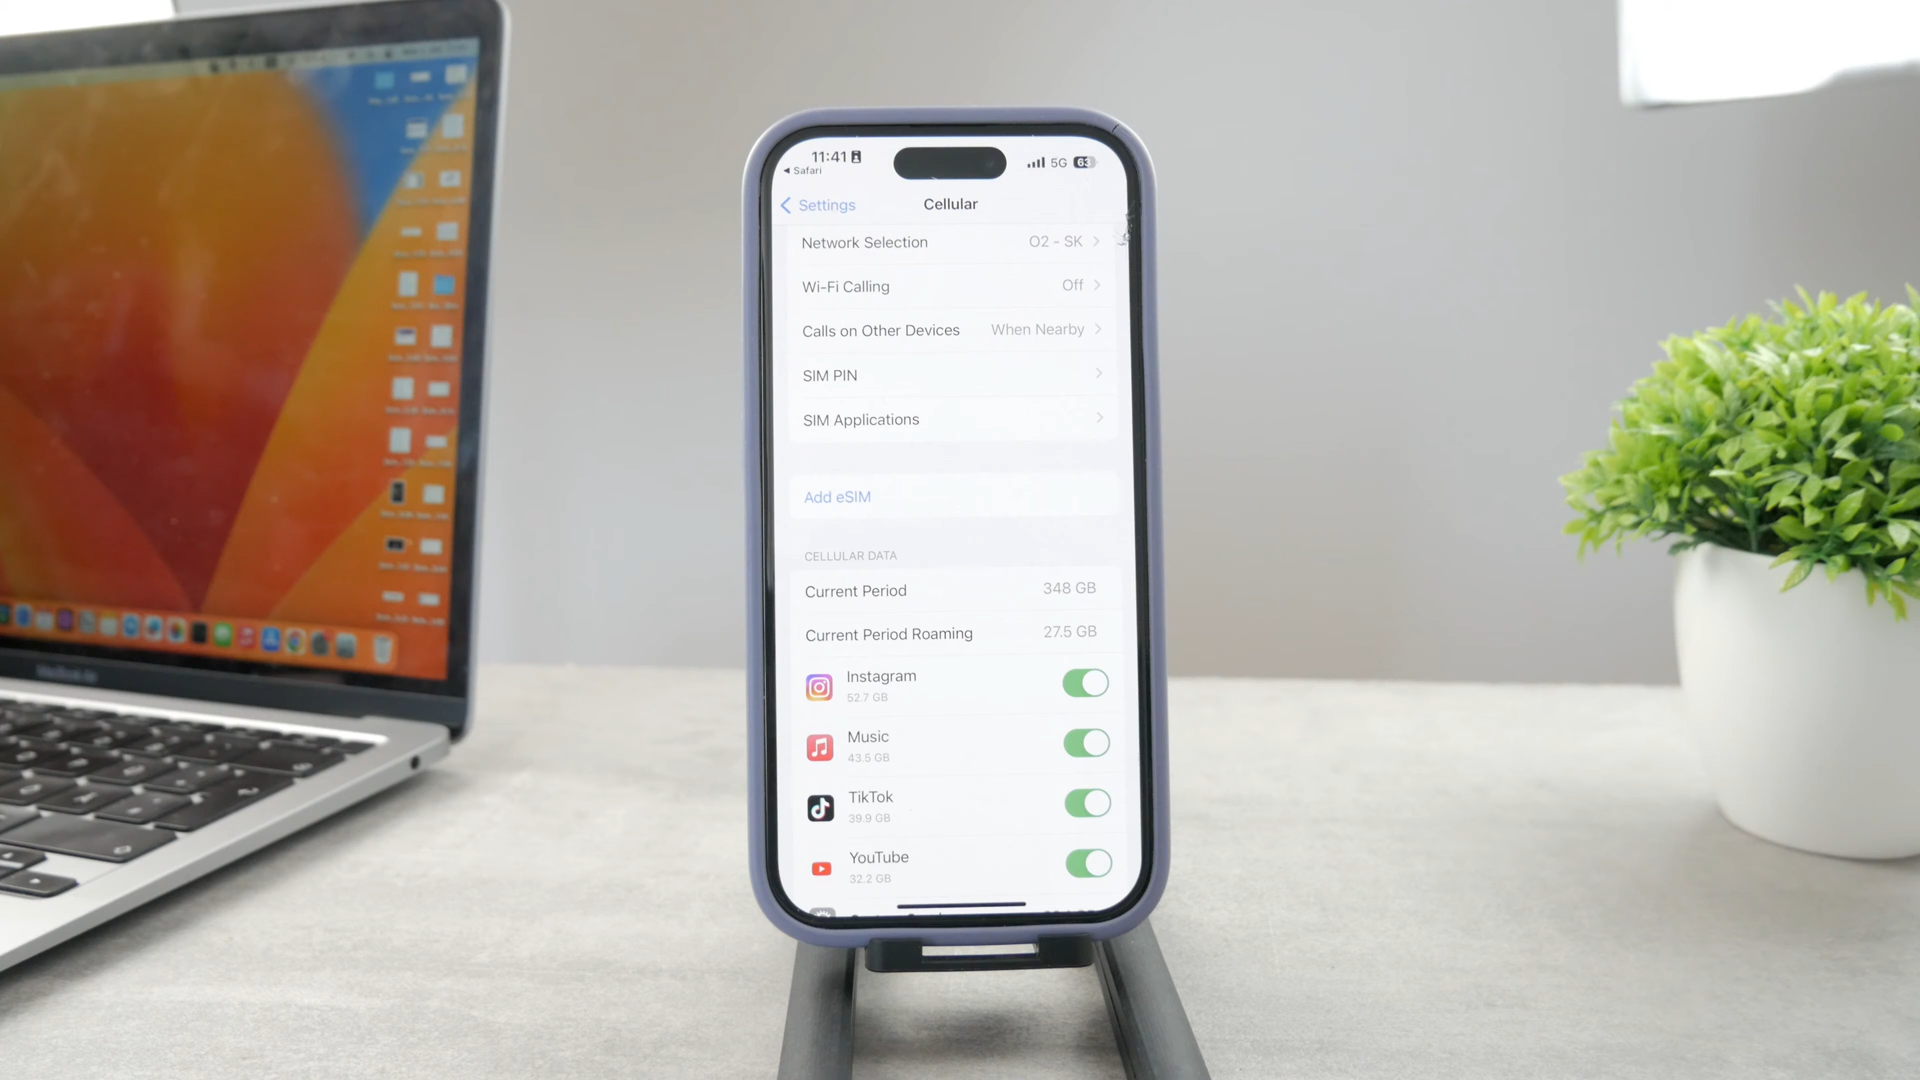 11:41
5G 63
Safari
Settings
Cellular
Network Selection
O2 - SK
Wi-Fi Calling
Off
Calls on Other Devices
When Nearby
SIM PIN
SIM Applications
Add eSIM
CELLULAR DATA
Current Period
348 GB
Current Period Roaming
27.5 GB
Instagram
52.7 GB
Music
43.5 GB
TikTok
39.9 GB
YouTube
32.2 GB